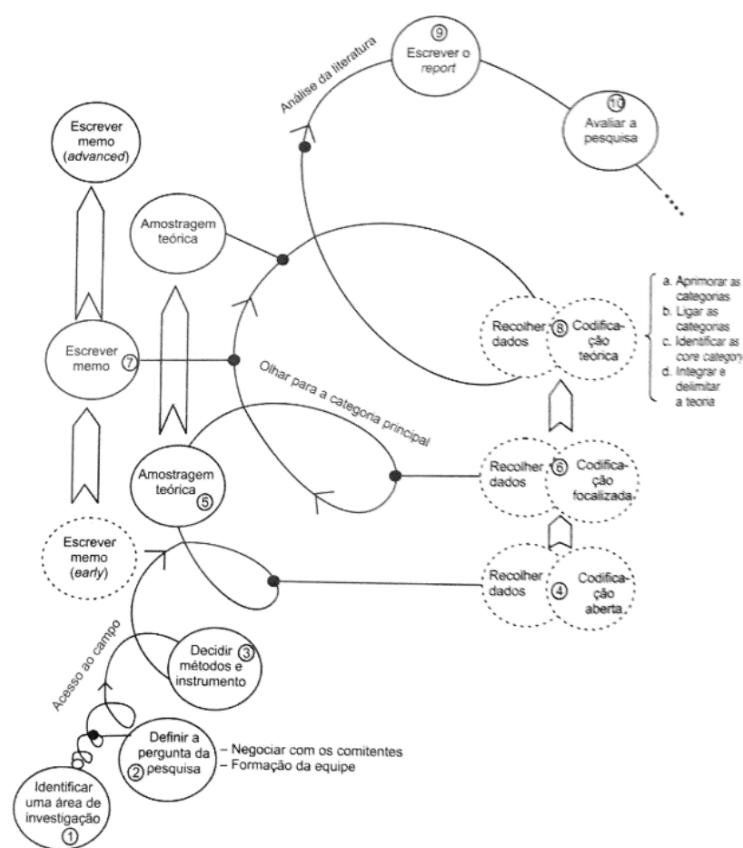 9
Escrever o
report
Análise da literatura
10
Avaliar a
pesquisa
Escrever
memo
(advanced)
Amostragem
teórica
Recolher
dados
8
Codifica-
ção
teórica
a. Aprimorar as
categorias
b. Ligar as
categorias
c. Identificar as
core category
d. Integrar e
delimitar
a teoria
Escrever
memo
7
Olhar para a categoria principal
Amostragem
teórica
5
Recolher
dados
6
Codifica-
ção
focalizada
Escrever
memo
(early)
Recolher
dados
4
Codifica-
ção
aberta
Acesso ao campo
Decidir 3
métodos e
instrumento
Definir a
pergunta da
2 pesquisa
– Negociar com os comitentes
– Formação da equipe
Identificar
uma área de
investigação
1